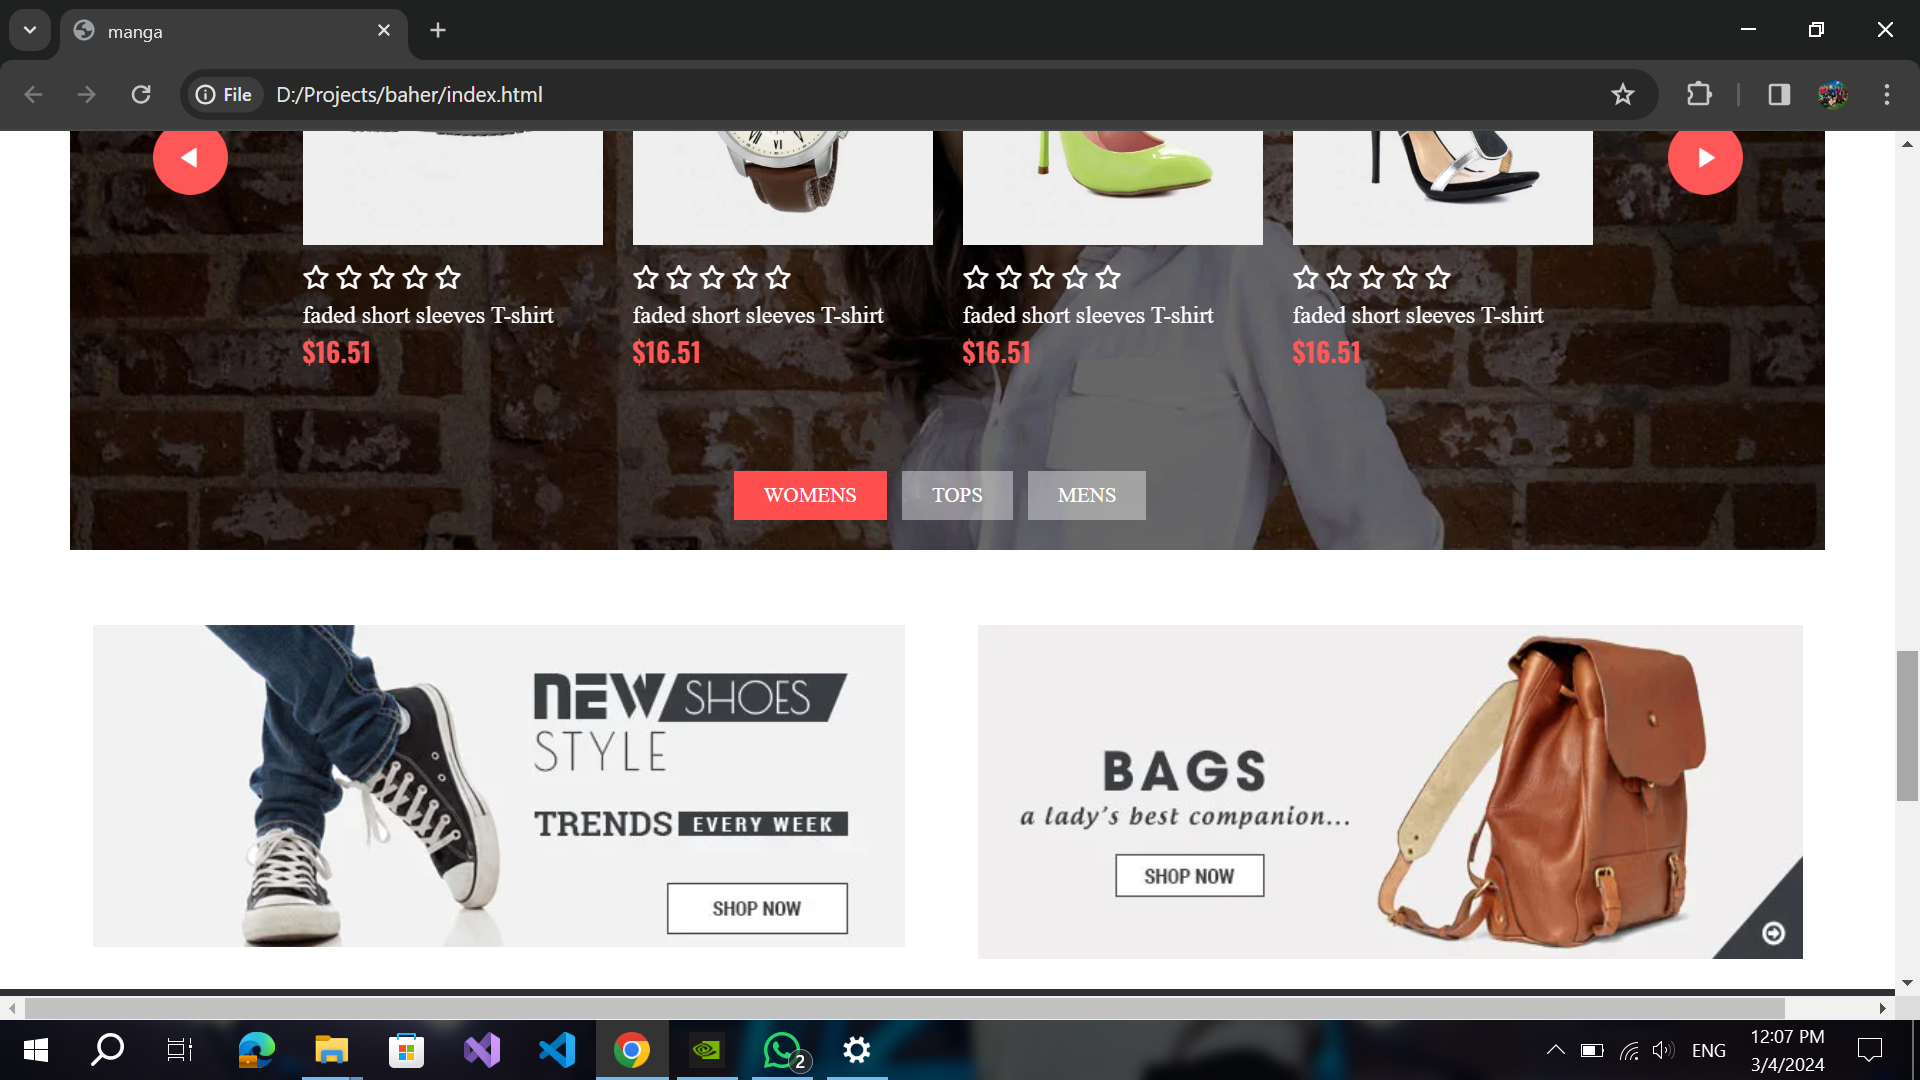 manga
File D:/Projects/baher/index.html
VI
faded short sleeves T-shirt
$16.51
faded short sleeves T-shirt
$16.51
faded short sleeves T-shirt
$16.51
faded short sleeves T-shirt
$16.51
WOMENS TOPS MENS
NEW SHOES
STYLE
TRENDS EVERY WEEK
SHOP NOW
BAGS
a lady's best companion...
SHOP NOW
2
ENG
12:07 PM
3/4/2024